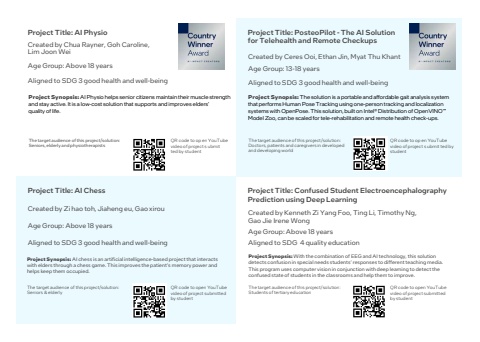 Project Title: AI Physio
Created by Chua Rayner, Goh Caroline,
Lim Joon Wei
Age Group: Above 18 years
Aligned to SDG 3 good health and well-being
Project Synopsis: AI Physio helps senior citizens maintain their muscle strength
and stay active. It is a low-cost solution that supports and improves elders'
quality of life.
The target audience of this project/solution:
Seniors, elderly and physiotherapists
QR code to open YouTube
video of project submit
ted by student
Country
Winner
Award
Project Title: PosteoPilot - The AI Solution
for Telehealth and Remote Checkups
Created by Ceres Ooi, Ethan Jin, Myat Thu Khant
Age Group: 13-18 years
Aligned to SDG 3 good health and well-being
Project Synopsis: The solution is a portable and affordable gait analysis system
that performs Human Pose Tracking using one-person tracking and localization
systems with OpenPose. This solution, built on Intel® Distribution of OpenVINO™
Model Zoo, can be scaled for tele-rehabilitation and remote health check-ups.
The target audience of this project/solution:
Doctors, patients and caregivers in developed
and developing world
QR code to open YouTube
video of project submit
ted by student
Country
Winner
Award
Project Title: AI Chess
Created by Zi hao toh, Jiaheng eu, Gao xirou
Age Group: Above 18 years
Aligned to SDG 3 good health and well-being
Project Synopsis: AI chess is an artificial intelligence-based project that interacts
with elders through a chess game. This improves the patient's memory power and
helps keep them occupied.
The target audience of this project/solution:
Seniors & elderly
QR code to open YouTube
video of project submitted
by student
Project Title: Confused Student Electroencephalography
Prediction using Deep Learning
Created by Kenneth Zi Yang Foo, Ting Li, Timothy Ng,
Gao Jie Irene Wong
Age Group: Above 18 years
Aligned to SDG 4 quality education
Project Synopsis: With the combination of EEG and AI technology, this solution
detects confusion in special needs students' responses to different teaching media.
This program uses computer vision in conjunction with deep learning to detect the
confused state of students in the classrooms and help them to improve.
The target audience of this project/solution:
Students of tertiary education
QR code to open YouTube
video of project submitted
by student